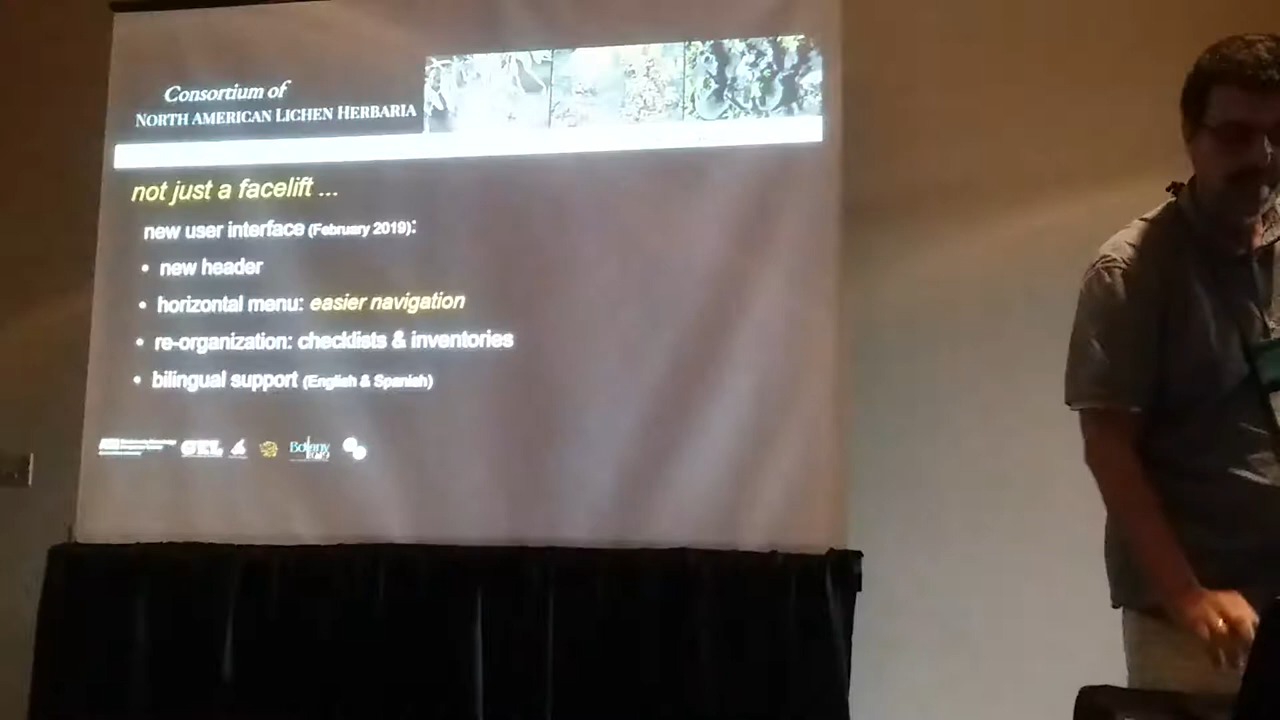 Consortium of
NORTH AMERICAN LICHEN HERBARIA
not just a facelift ...
new user interface (February 2019):
• new header
• horizontal menu: easier navigation
• re-organization: checklists & inventories
• bilingual support (English & Spanish)
Botany